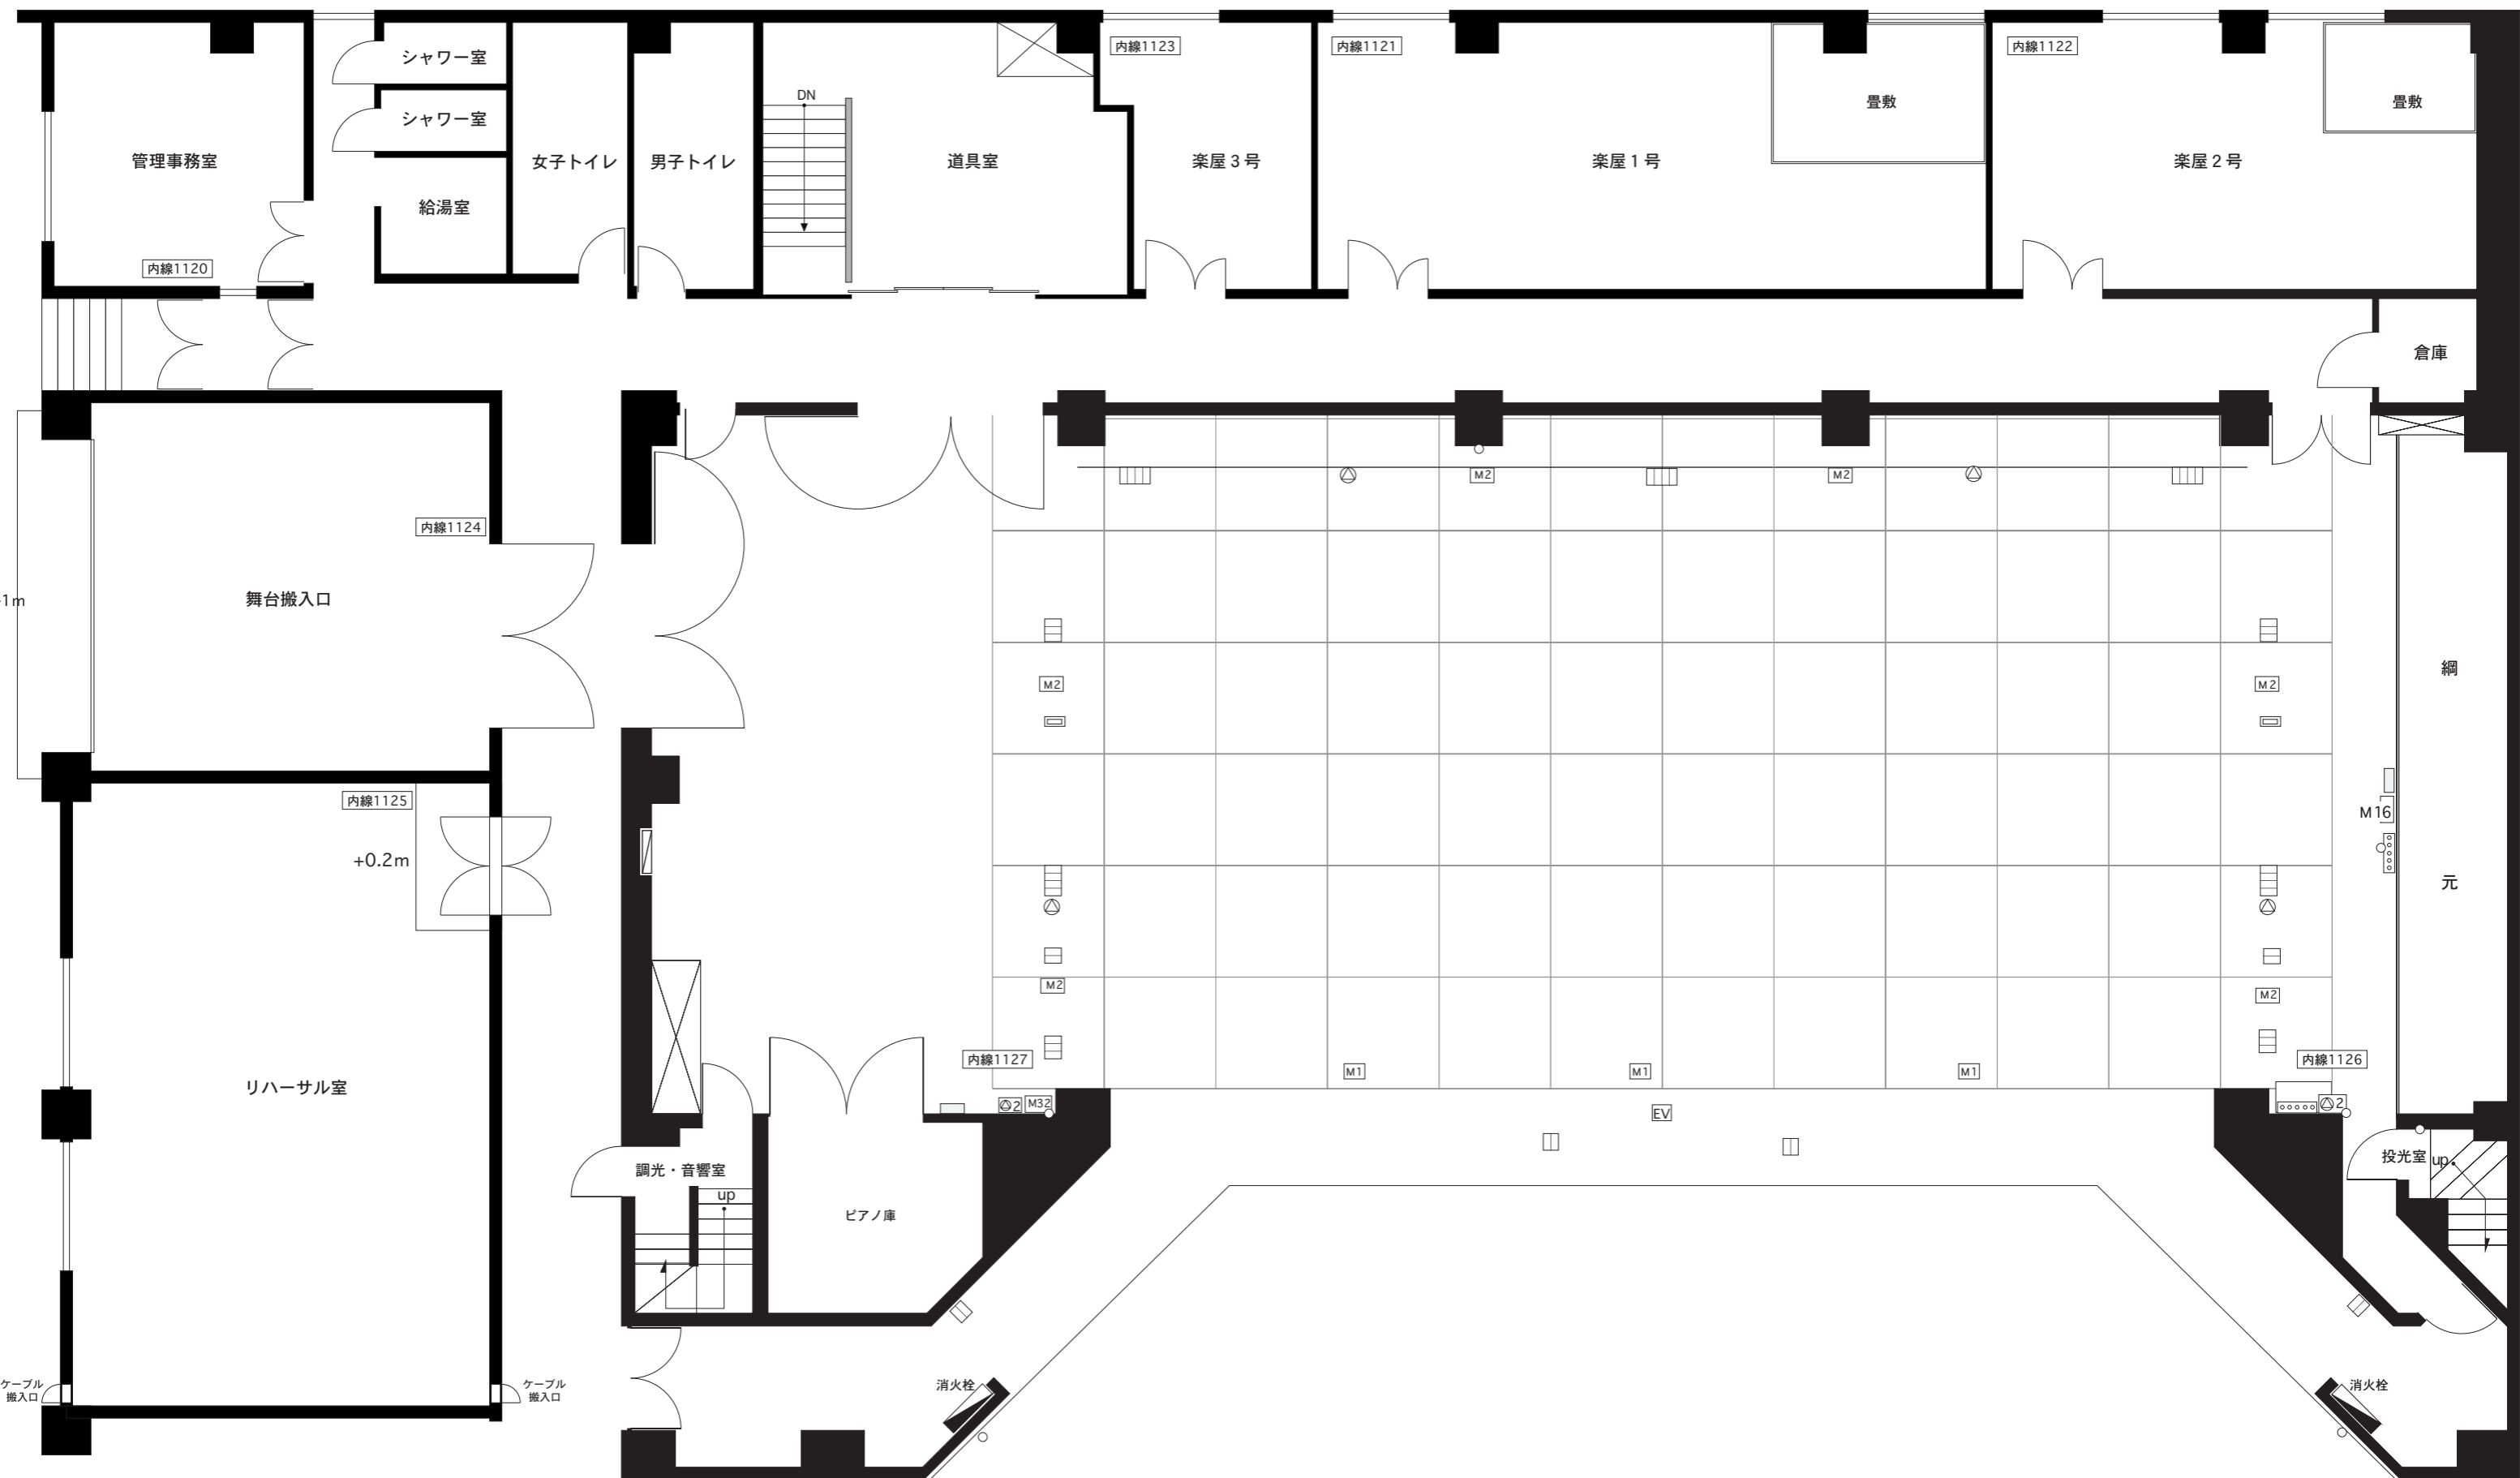 内線1123
内線1121
内線1122
シャワー室
DN
畳敷
畳敷
シャワー室
管理事務室
女子トイレ
男子トイレ
道具室
楽屋3号
楽屋1号
楽屋2号
給湯室
内線1120
倉庫
M2
M2
内線1124
1m
舞台搬入口
綱
元
M2
M2
内線1125
M16
+0.2m
M2
M2
内線1127
内線1126
M1
M1
M1
リハーサル室
2
M32
EV
2
調光・音響室
up
投光室
up
ピアノ庫
ケーブル
搬入口
ケーブル
搬入口
消火栓
消火栓